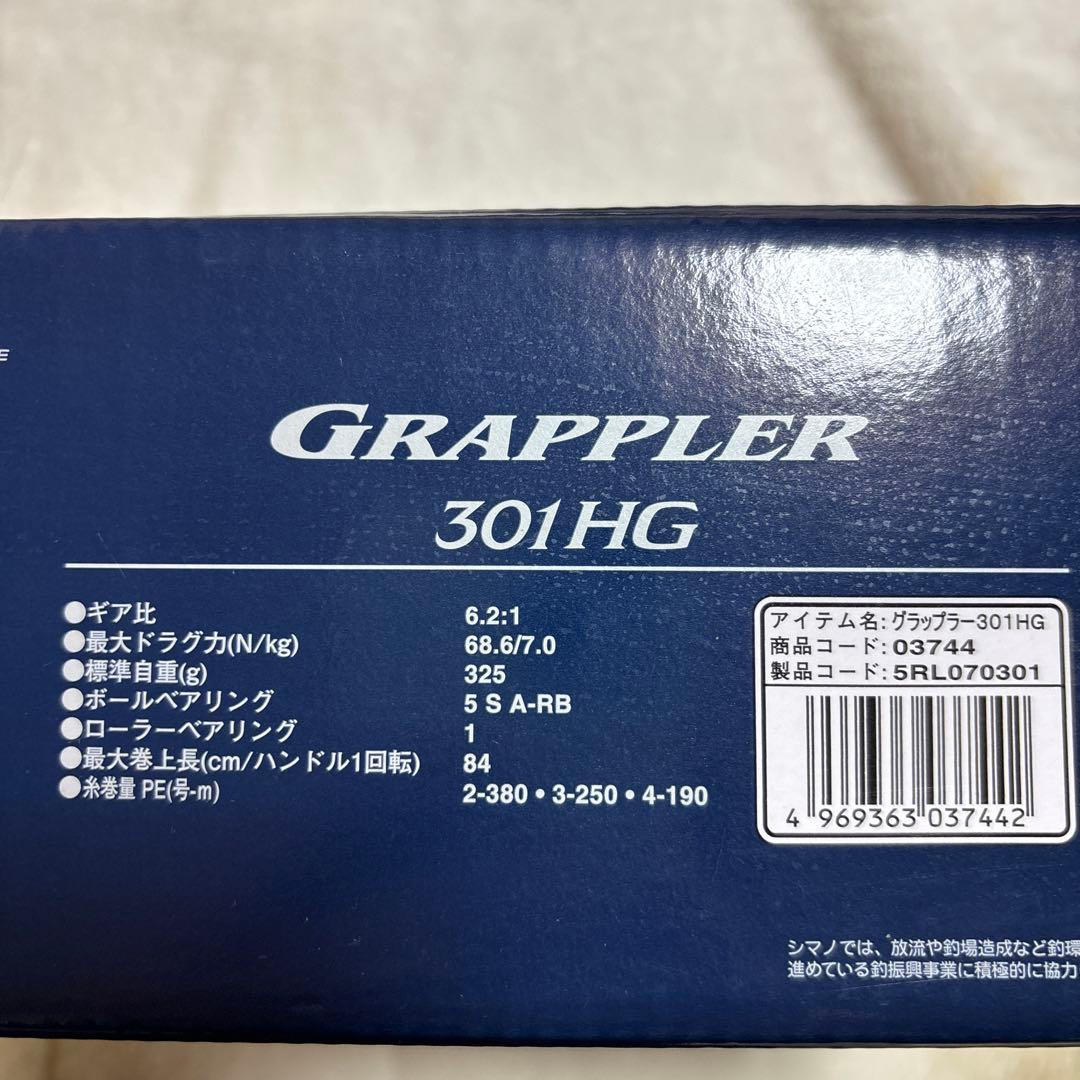 GRAPPLER
301HG
●ギア比 6.2:1
●最大ドラグ力(N/kg) 68.6/7.0
●標準自重(g) 325
●ボールベアリング 5 S A-RB
●ローラーベアリング 1
●最大巻上長(cm/ハンドル1回転) 84
●糸巻量 PE(号-m) 2-380・3-250・4-190
アイテム名:グラップラー301HG
商品コード:03744
製品コード:5RL070301
4 969363 037442
シマノでは、放流や釣場造成など釣環
進めている釣振興事業に積極的に協力